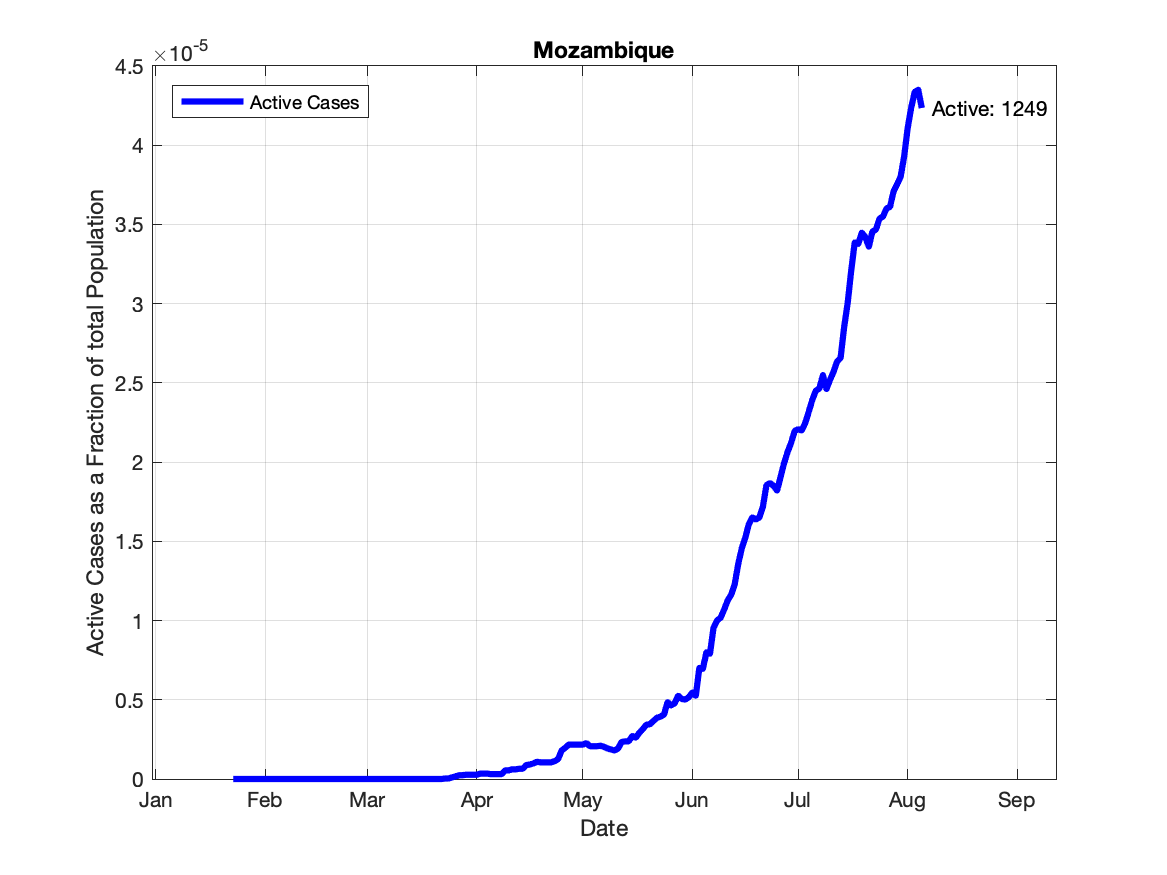 Mozambique
×10-5
4.5
4
3.5
3
2.5
2
1.5
1
0.5
0
Active Cases as a Fraction of total Population
Active Cases
Active: 1249
Jan Feb Mar Apr May Jun Jul Aug Sep
Date